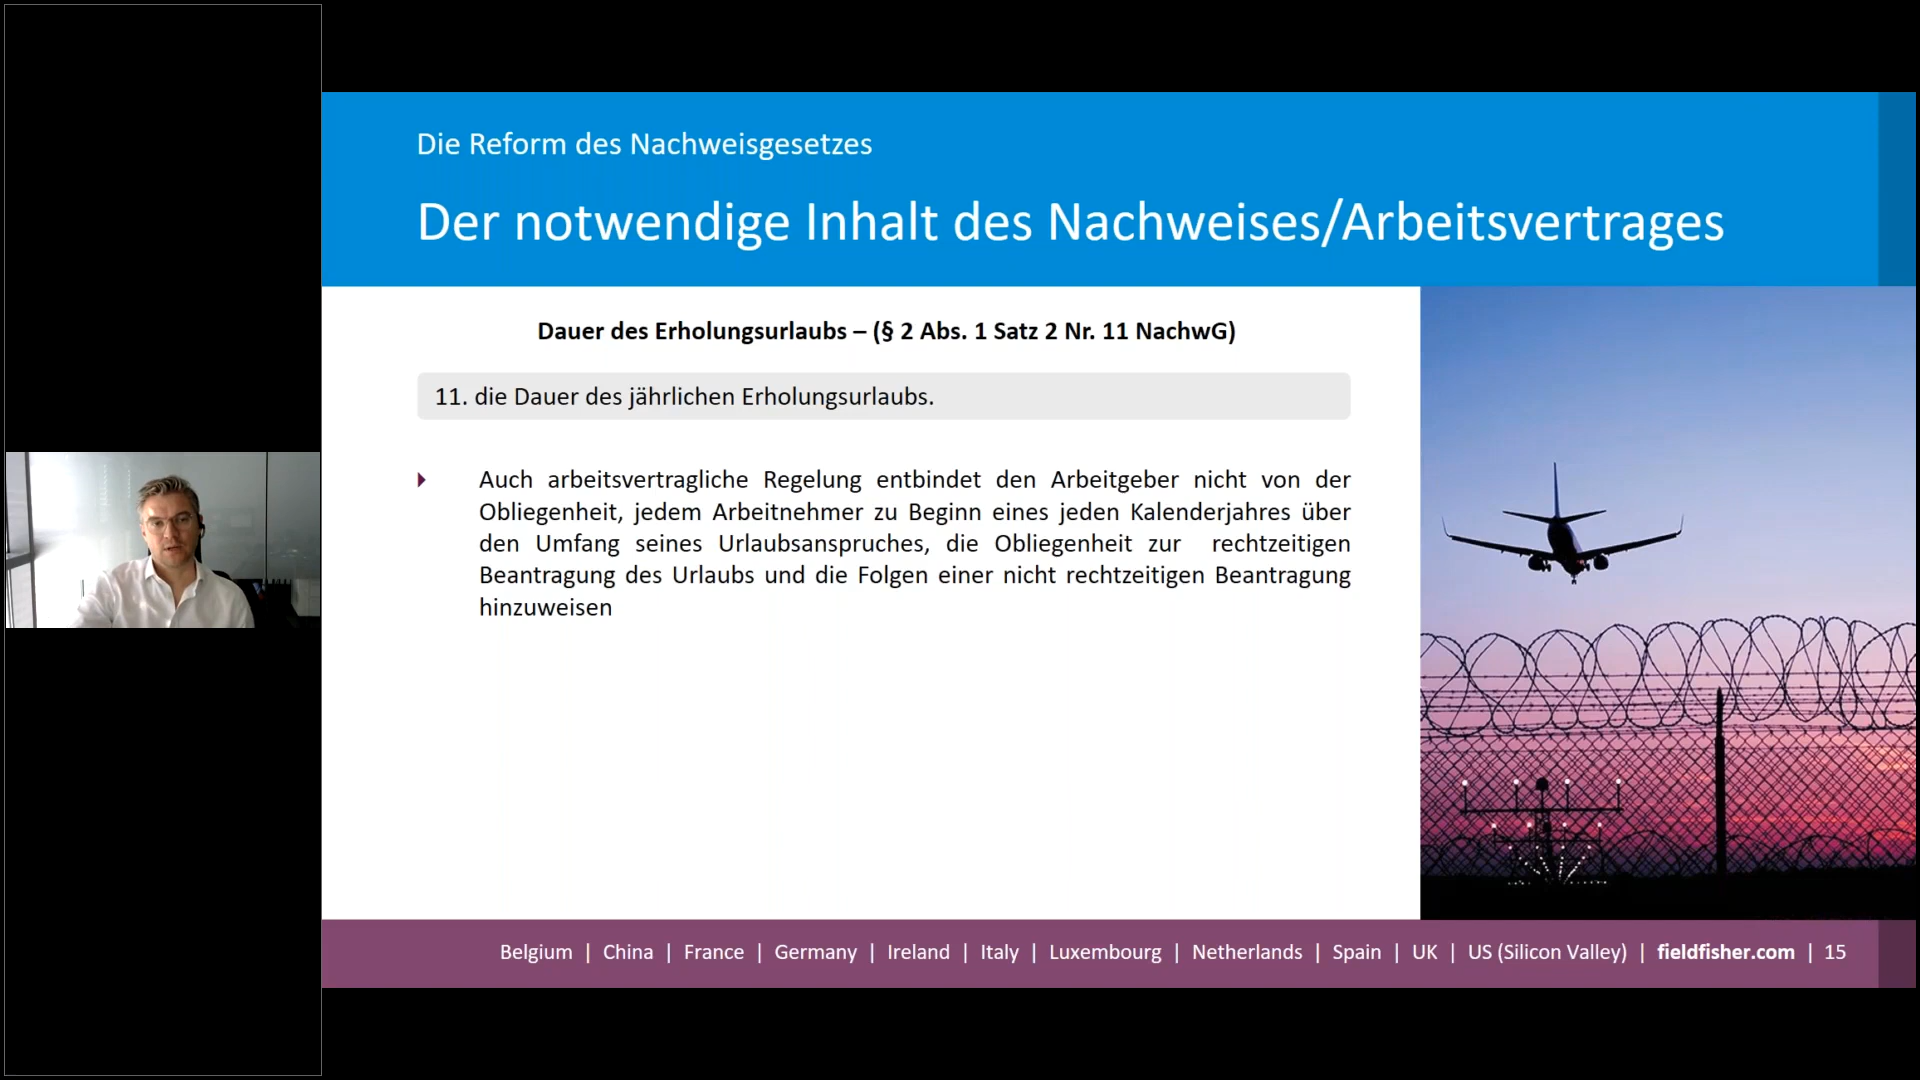 Die Reform des Nachweisgesetzes
Der notwendige Inhalt des Nachweises/Arbeitsvertrages
Dauer des Erholungsurlaubs – (§ 2 Abs. 1 Satz 2 Nr. 11 NachwG)
11. die Dauer des jährlichen Erholungsurlaubs.
Auch arbeitsvertragliche Regelung entbindet den Arbeitgeber nicht von der
Obliegenheit, jedem Arbeitnehmer zu Beginn eines jeden Kalenderjahres über
den Umfang seines Urlaubsanspruches, die Obliegenheit zur rechtzeitigen
Beantragung des Urlaubs und die Folgen einer nicht rechtzeitigen Beantragung
hinzuweisen
Belgium | China | France | Germany | Ireland | Italy | Luxembourg | Netherlands | Spain | UK | US (Silicon Valley) | fieldfisher.com | 15